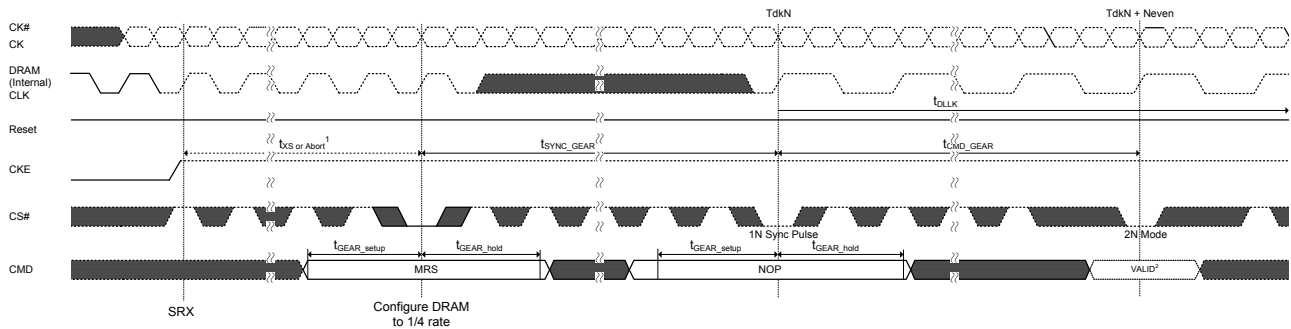 TdkN
TdkN + Neven
CK#
CK
DRAM
(Internal)
CLK
tDLLK
Reset
tXS or Abort1
tSYNC_GEAR
tCMD_GEAR
CKE
CS#
1N Sync Pulse
2N Mode
tGEAR_setup
tGEAR_hold
tGEAR_setup
tGEAR_hold
CMD
MRS
NOP
VALID2
SRX
Configure DRAM
to 1/4 rate